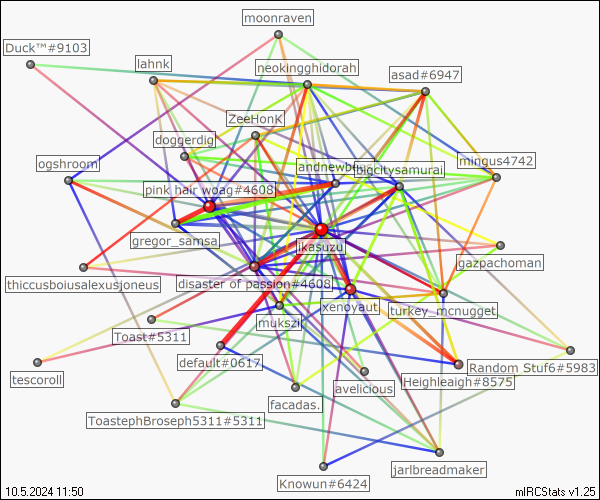 moonraven
Duck™#9103
lahnk
neokingghidorah
asad#6947
ZeeHonK
doggerdig
ogshroom
bigcitysamurai
mingus4742
pink hair woag#4608
gregor_samsa
ikasuzu
gazpachoman
thiccusboiusalexusjoneus
disaster of passion#4608
xenoyaut
turkey_mcnugget
mukszi
Toast#5311
default#0617
Random Stuf6#5983
tescoroll
avelicious
Heighleaigh#8575
facadas.
ToastephBroseph5311#5311
jarlbreadmaker
Knowun#6424
10.5.2024 11:50
mIRCStats v1.25